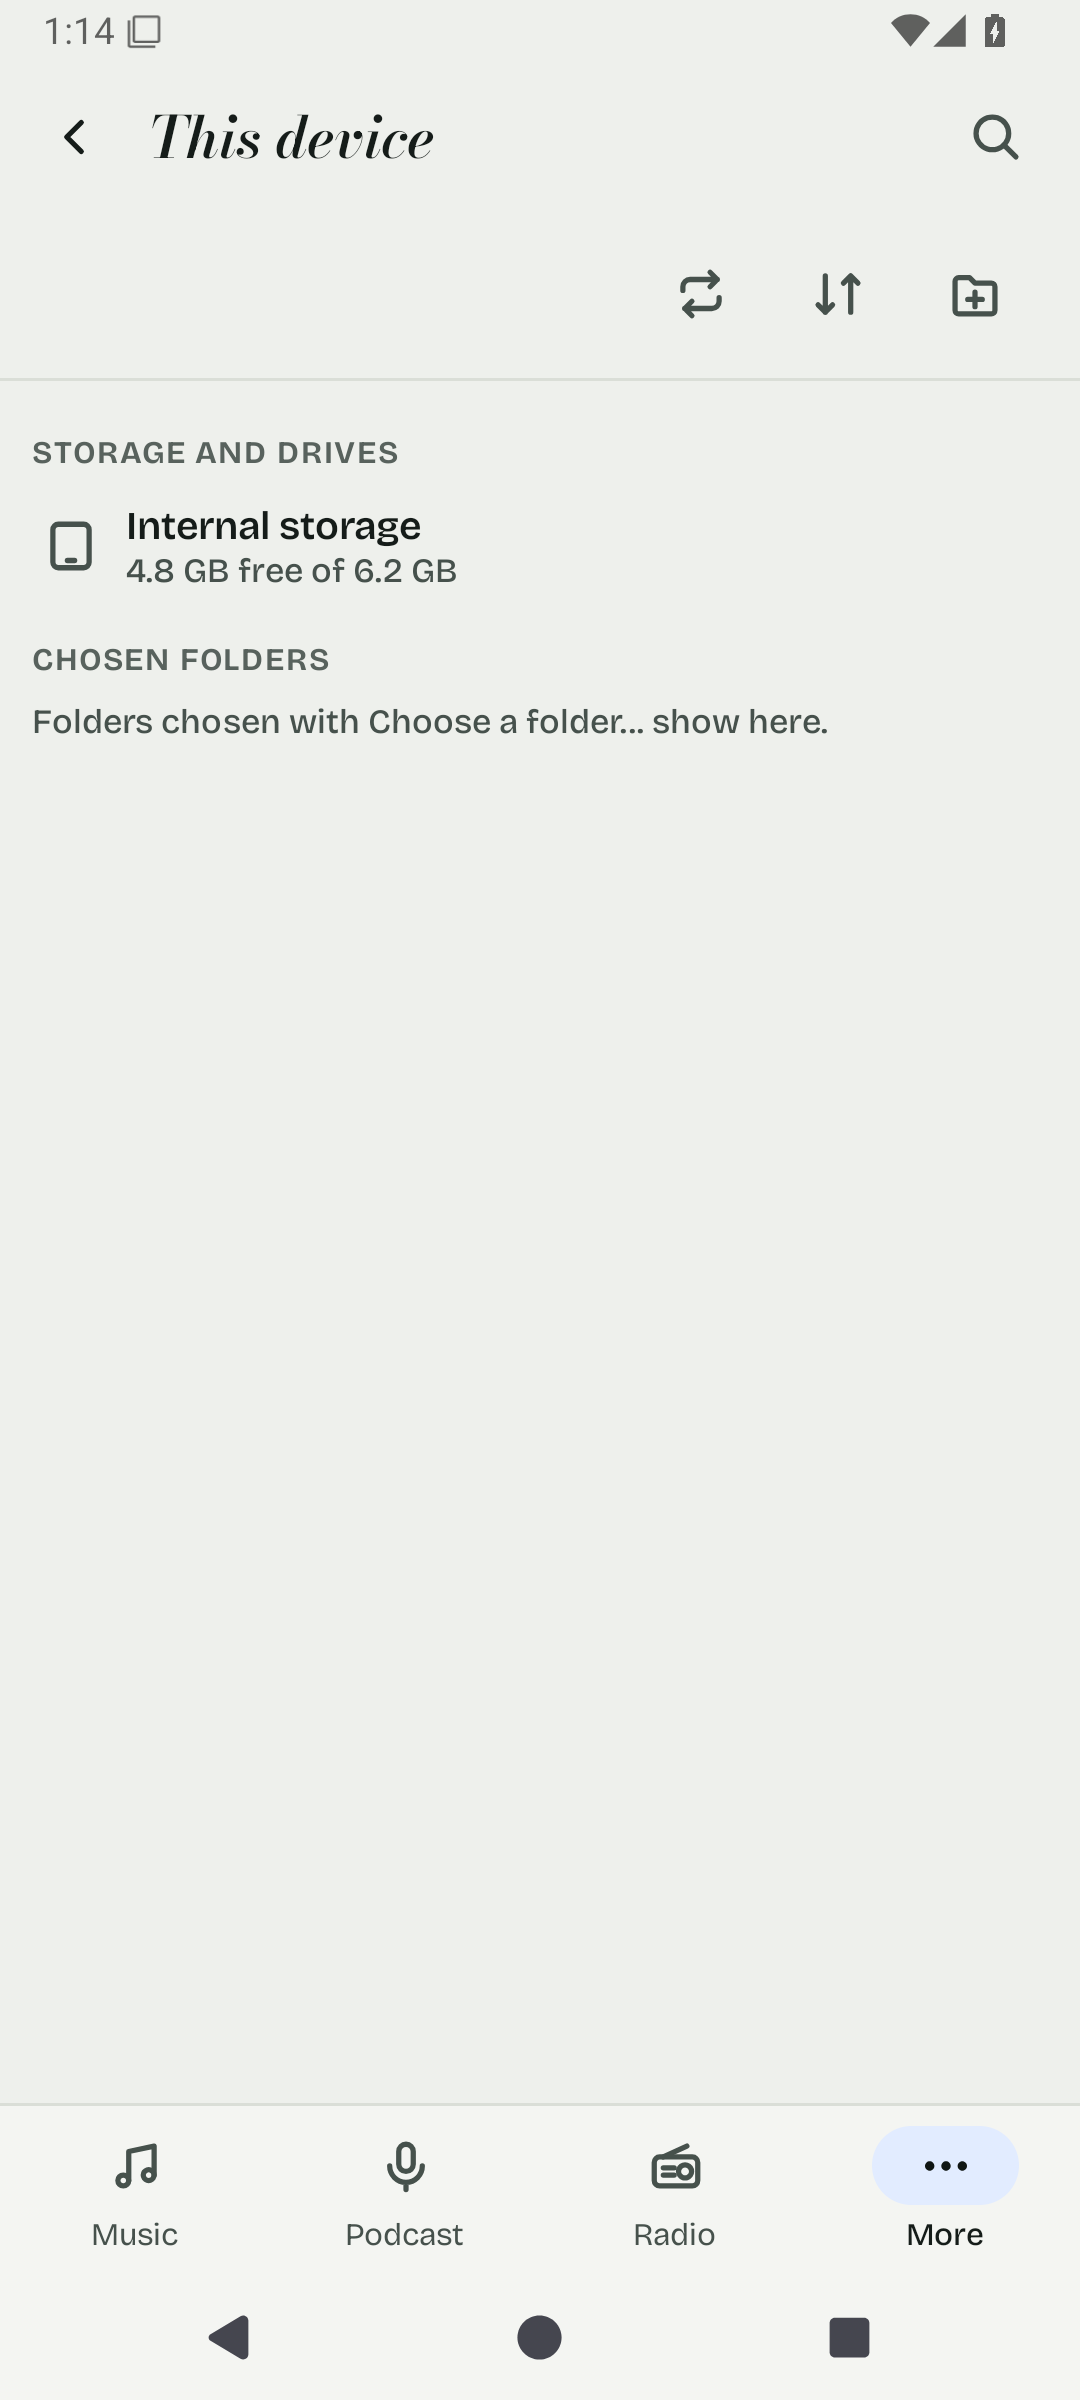 1:14
This device
STORAGE AND DRIVES
Internal storage
4.8 GB free of 6.2 GB
CHOSEN FOLDERS
Folders chosen with Choose a folder... show here.
Music
Podcast
Radio
More